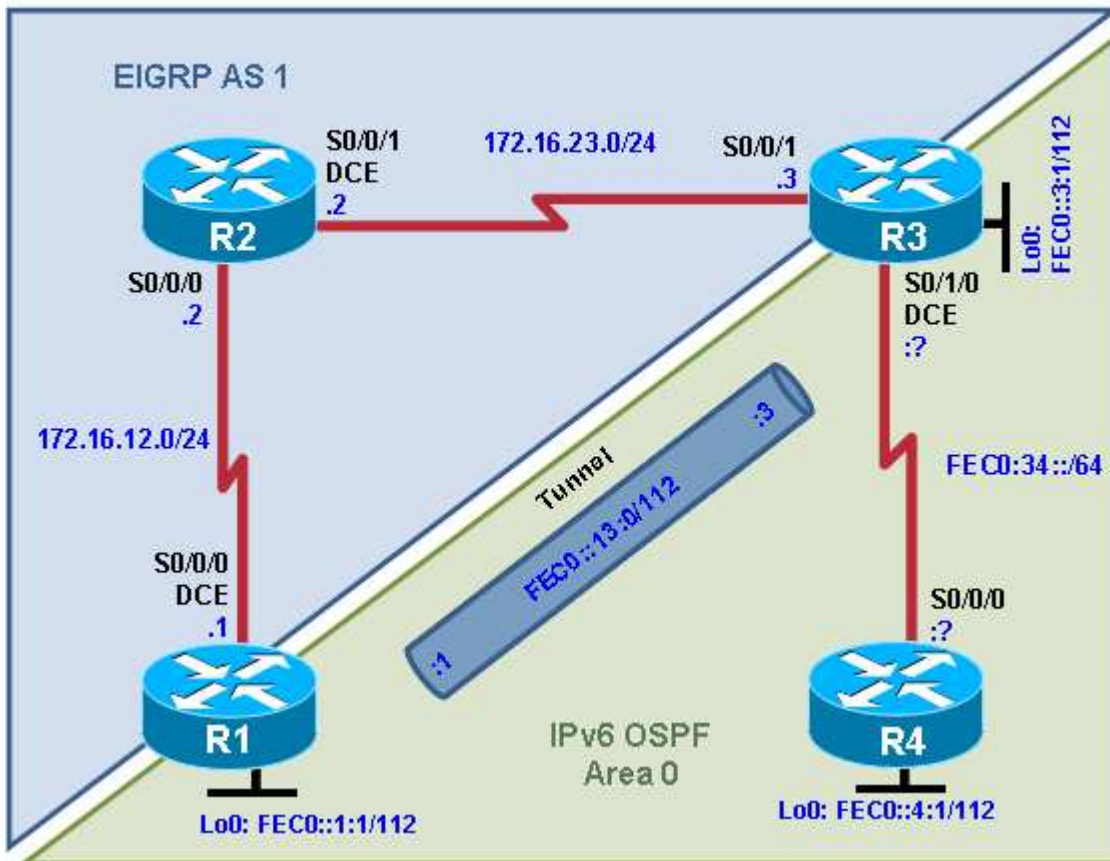 EIGRP AS 1
S0/0/1
DCE
.2
172.16.23.0/24
S0/0/1
.3
R2
R3
Lo0:
FEC0::3:1/112
S0/0/0
.2
S0/1/0
DCE
:?
172.16.12.0/24
:3
Tunnel
FEC0::13:0/112
:1
FEC0:34::/64
S0/0/0
DCE
.1
S0/0/0
:?
R1
R4
IPv6 OSPF
Area 0
Lo0: FEC0::1:1/112
Lo0: FEC0::4:1/112